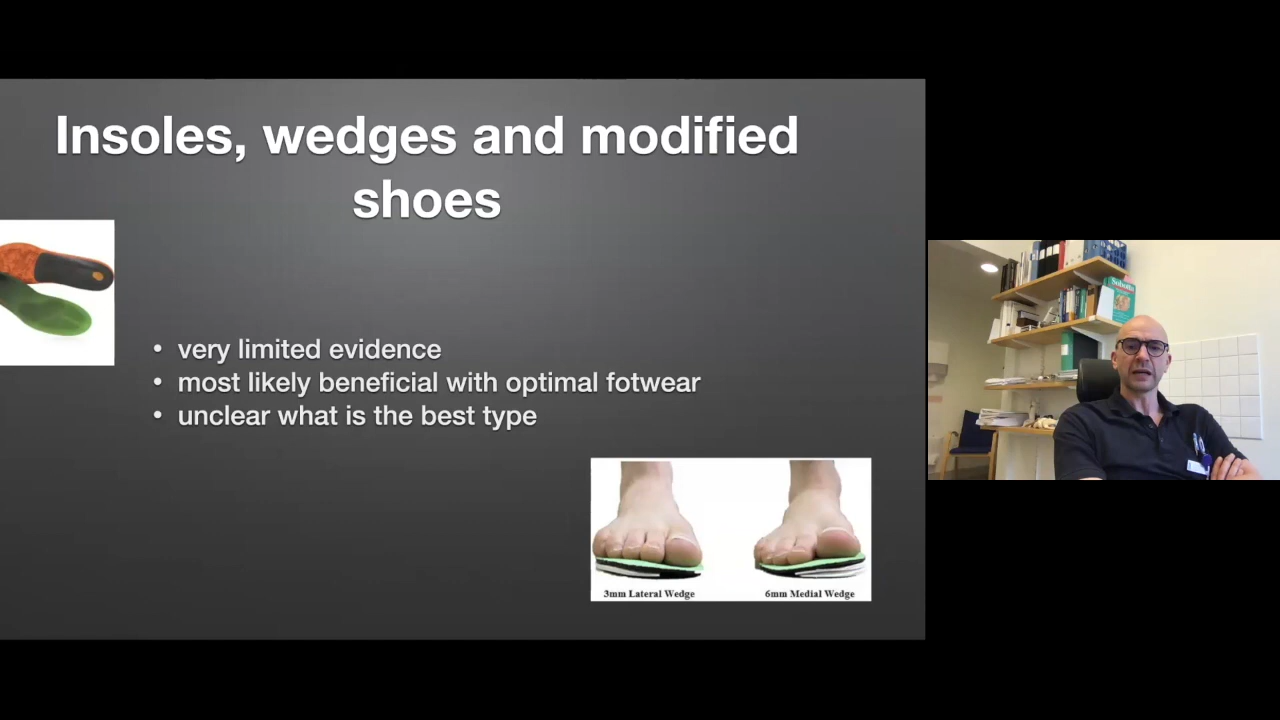 Insoles, wedges and modified
shoes
• very limited evidence
• most likely beneficial with optimal fotwear
• unclear what is the best type
3mm Lateral Wedge
6mm Medial Wedge
Sobotta